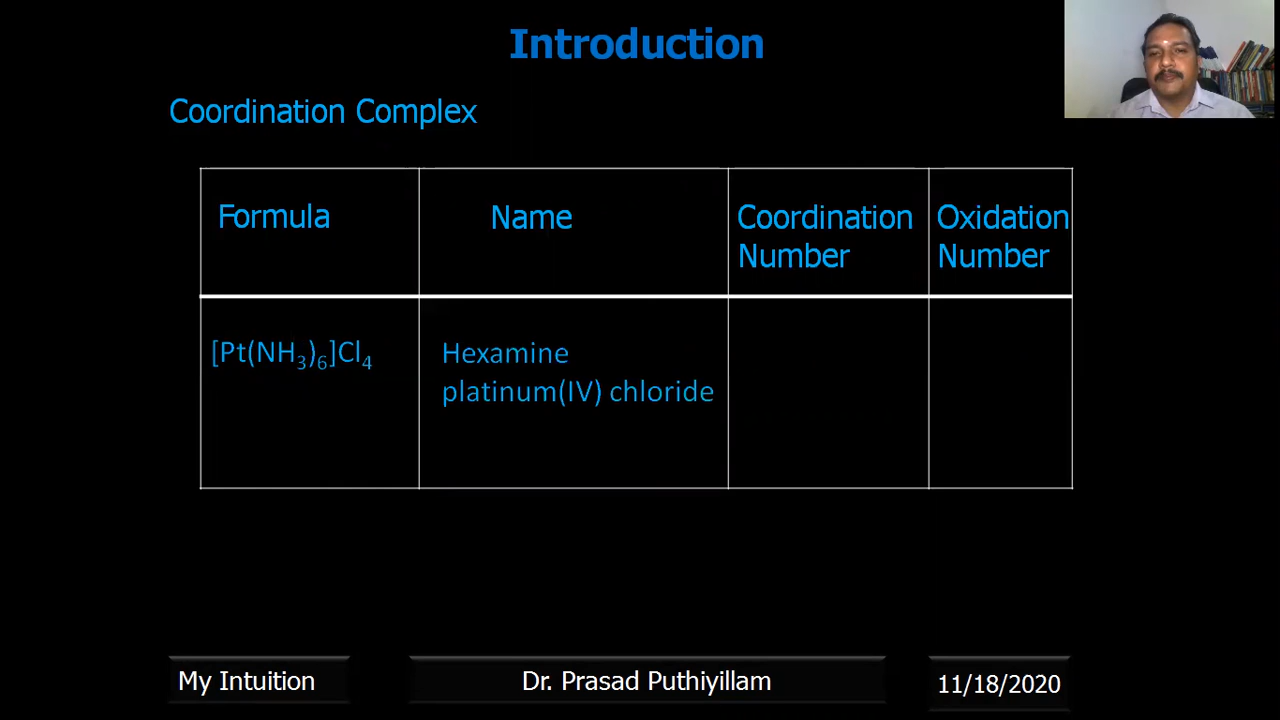 Introduction
Coordination Complex
Formula
Name
Coordination
Number
Oxidation
Number
[Pt(NH₃)₆]Cl₄
Hexamine
platinum(IV) chloride
My Intuition
Dr. Prasad Puthiyillam
11/18/2020